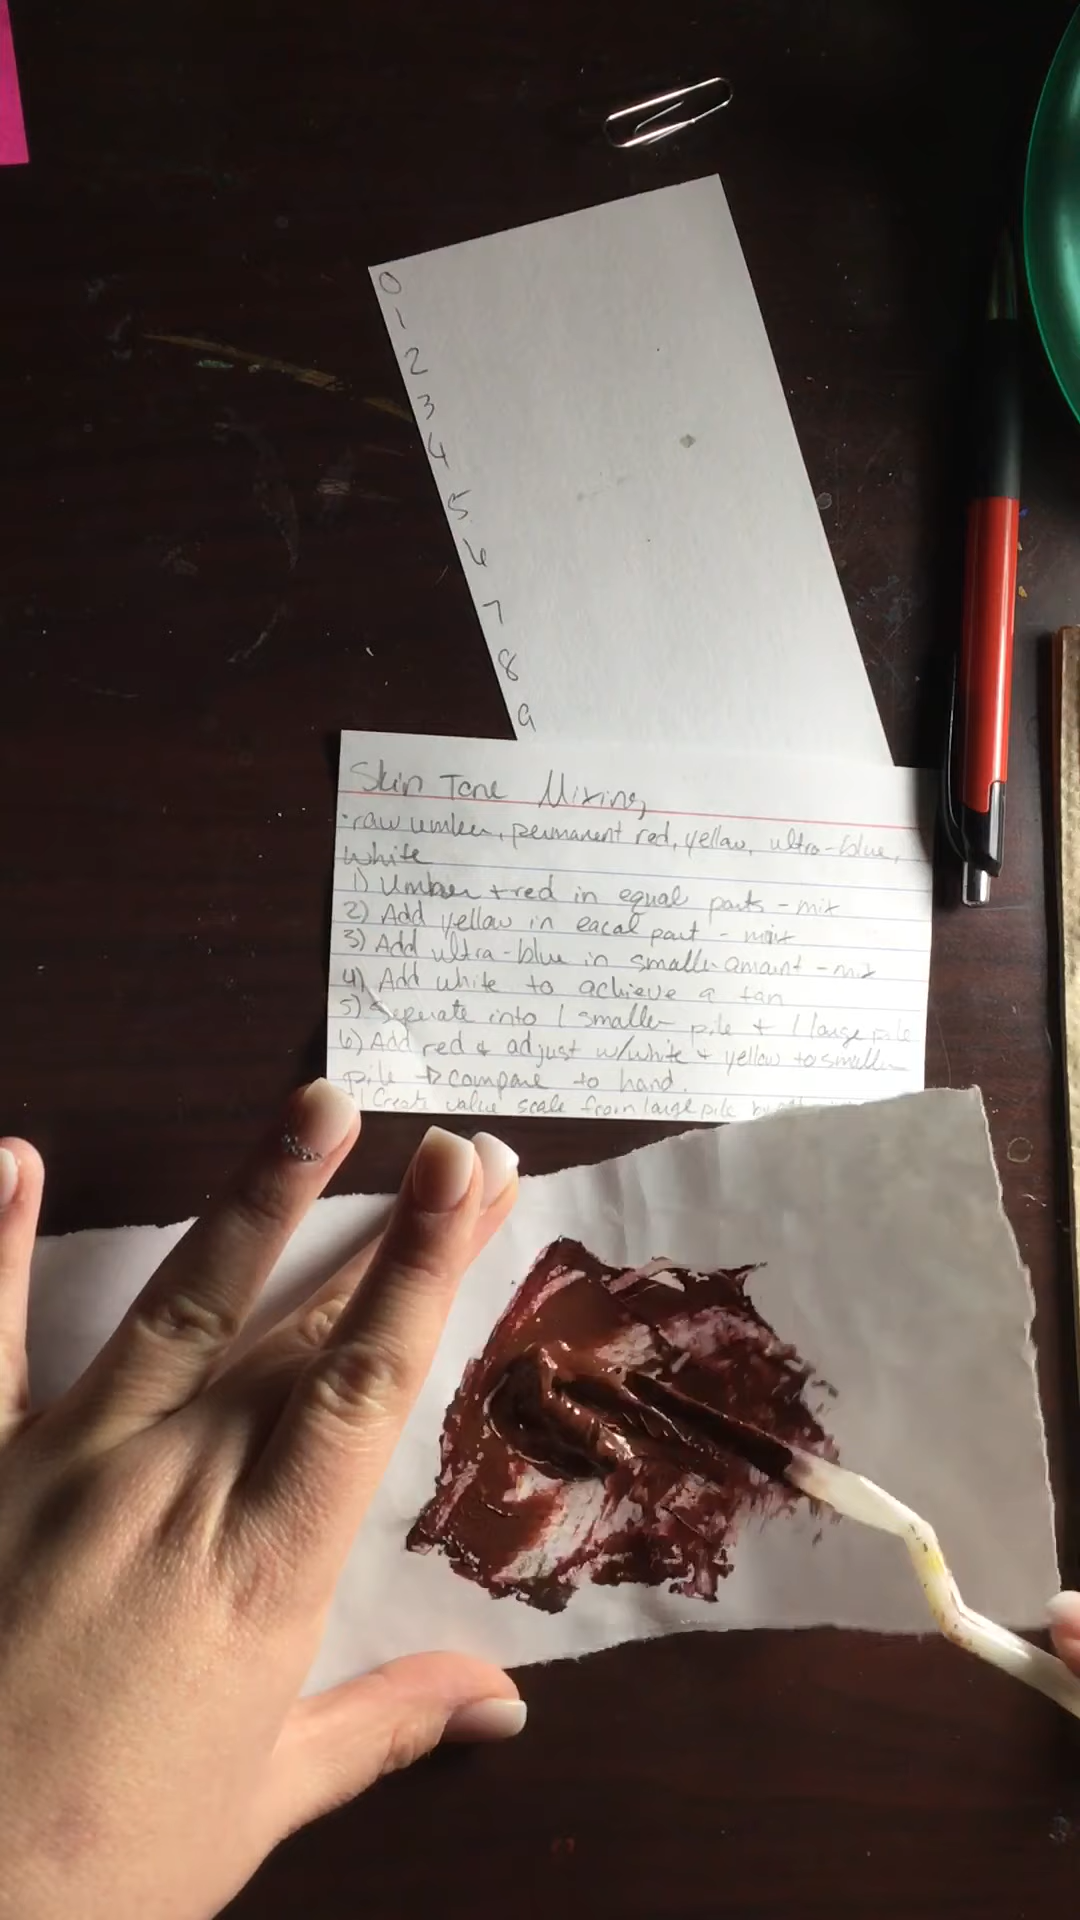 0
1
2
3
4
5
6
7
8
9
Skin Tone Mixing
·raw umber, permanent red, yellow, ultra-blue,
white
1) Umber + red in equal parts - mix
2) Add yellow in eacal part - mix
3) Add ultra-blue in smaller amount - mix
4) Add white to achieve a tan
5) Seperate into 1 smaller pile + 1 large pile
6) Add red & adjust w/white + yellow to smaller
pile → compare to hand.
Create value scale from large pile by